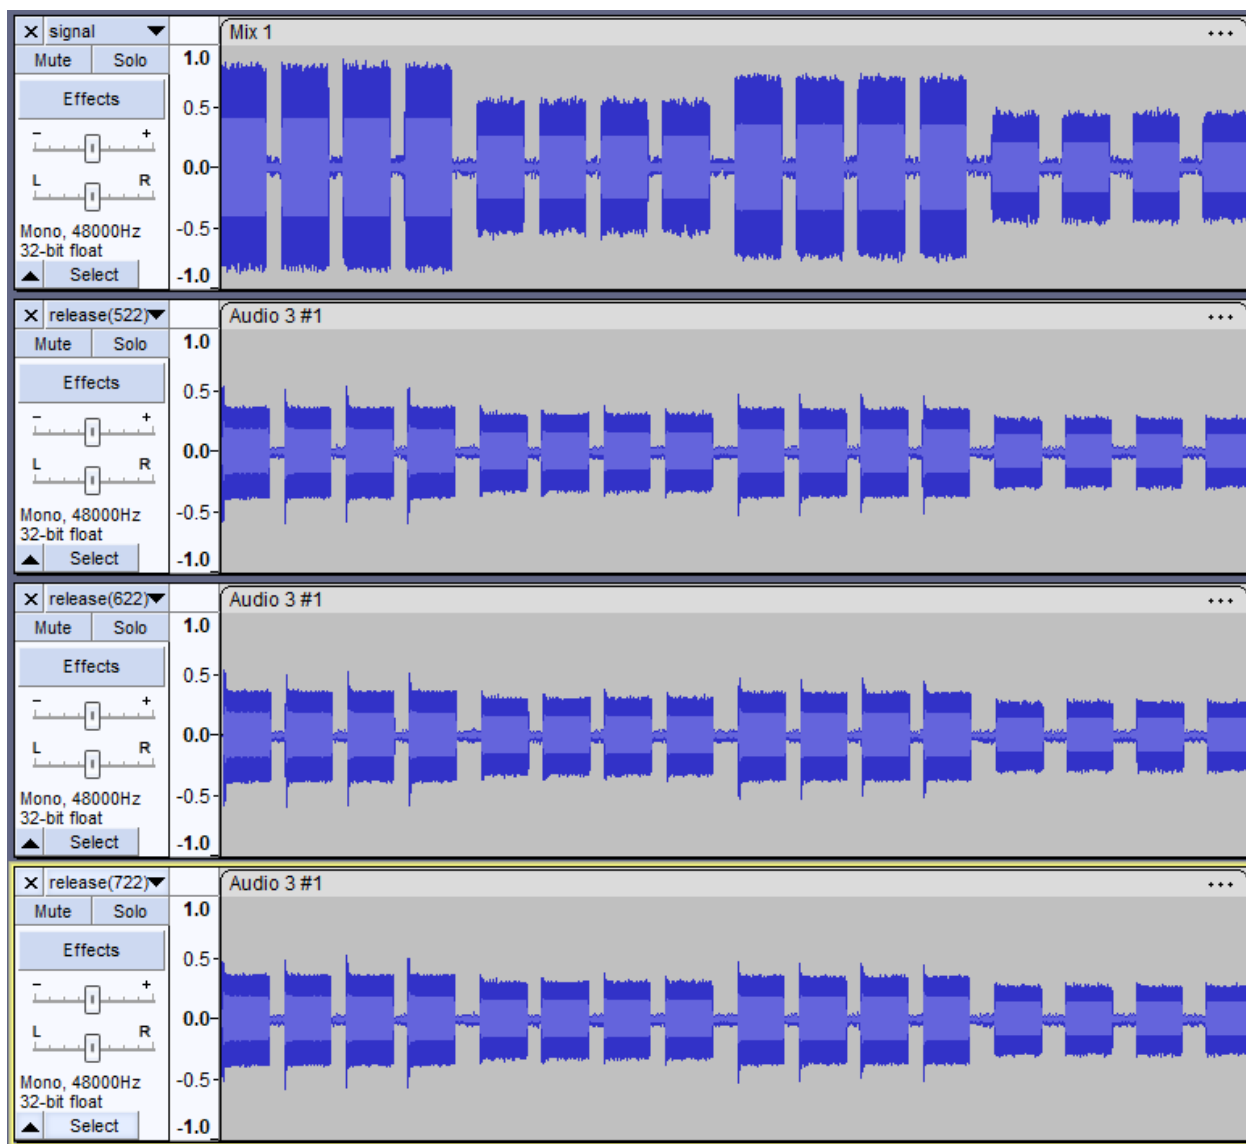 signal
Mix 1
Mute Solo
Effects
- +
L R
Mono, 48000Hz
32-bit float
Select
1.0
0.5
0.0
-0.5
-1.0
release(522)
Audio 3 #1
Mute Solo
Effects
- +
L R
Mono, 48000Hz
32-bit float
Select
1.0
0.5
0.0
-0.5
-1.0
release(622)
Audio 3 #1
Mute Solo
Effects
- +
L R
Mono, 48000Hz
32-bit float
Select
1.0
0.5
0.0
-0.5
-1.0
release(722)
Audio 3 #1
Mute Solo
Effects
- +
L R
Mono, 48000Hz
32-bit float
Select
1.0
0.5
0.0
-0.5
-1.0